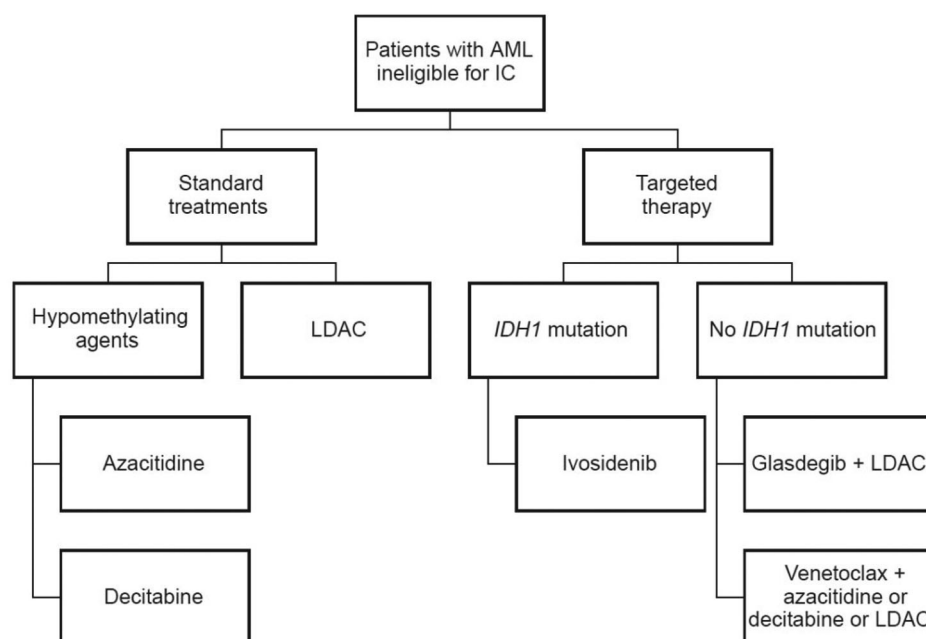 Patients with AML
ineligible for IC
Standard
treatments
Targeted
therapy
Hypomethylating
agents
LDAC
IDH1 mutation
No IDH1 mutation
Azacitidine
Ivosidenib
Glasdegib + LDAC
Decitabine
Venetoclax +
azacitidine or
decitabine or LDAC